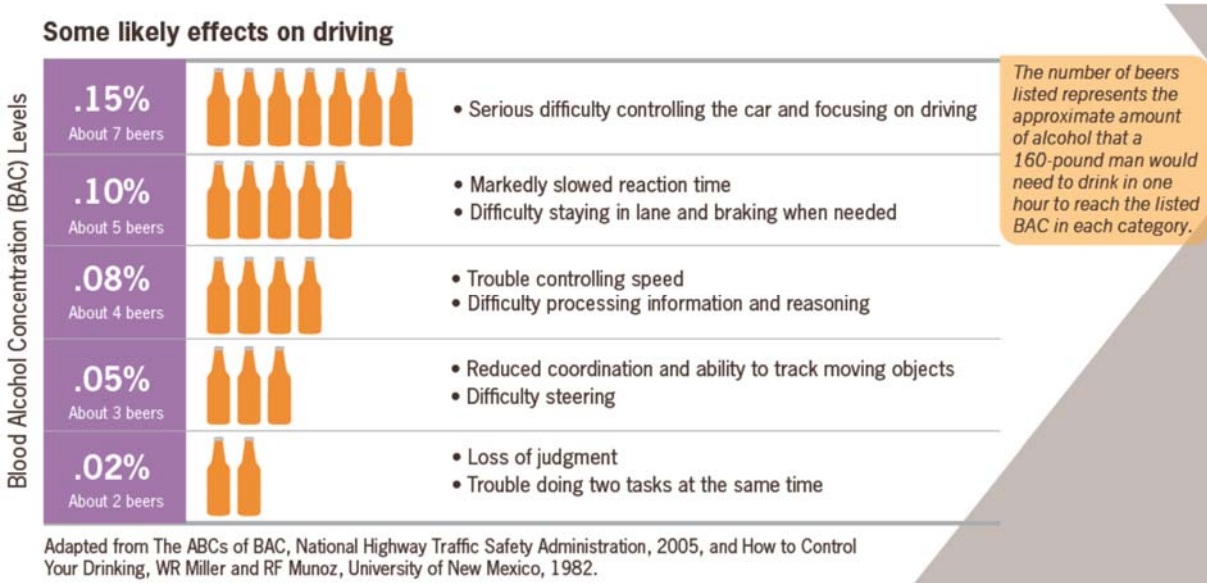 Some likely effects on driving
Blood Alcohol Concentration (BAC) Levels
.15%
About 7 beers
• Serious difficulty controlling the car and focusing on driving
.10%
About 5 beers
• Markedly slowed reaction time
• Difficulty staying in lane and braking when needed
.08%
About 4 beers
• Trouble controlling speed
• Difficulty processing information and reasoning
.05%
About 3 beers
• Reduced coordination and ability to track moving objects
• Difficulty steering
.02%
About 2 beers
• Loss of judgment
• Trouble doing two tasks at the same time
The number of beers
listed represents the
approximate amount
of alcohol that a
160-pound man would
need to drink in one
hour to reach the listed
BAC in each category.
Adapted from The ABCs of BAC, National Highway Traffic Safety Administration, 2005, and How to Control
Your Drinking, WR Miller and RF Munoz, University of New Mexico, 1982.